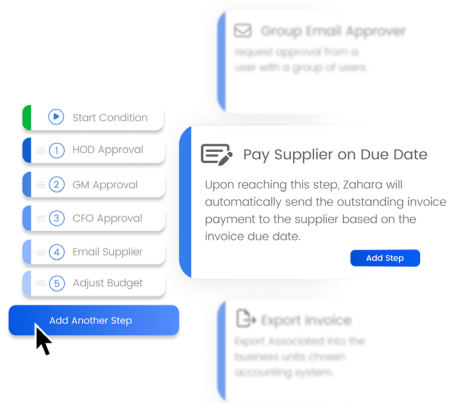 Group Email Approver
request approval from a
user with a group of users.
Start Condition
1 HOD Approval
2 GM Approval
3 CFO Approval
4 Email Supplier
5 Adjust Budget
Add Another Step
Pay Supplier on Due Date
Upon reaching this step, Zahara will
automatically send the outstanding invoice
payment to the supplier based on the
invoice due date.
Add Step
Export Invoice
Export Associated into the
business units chosen
accounting system.